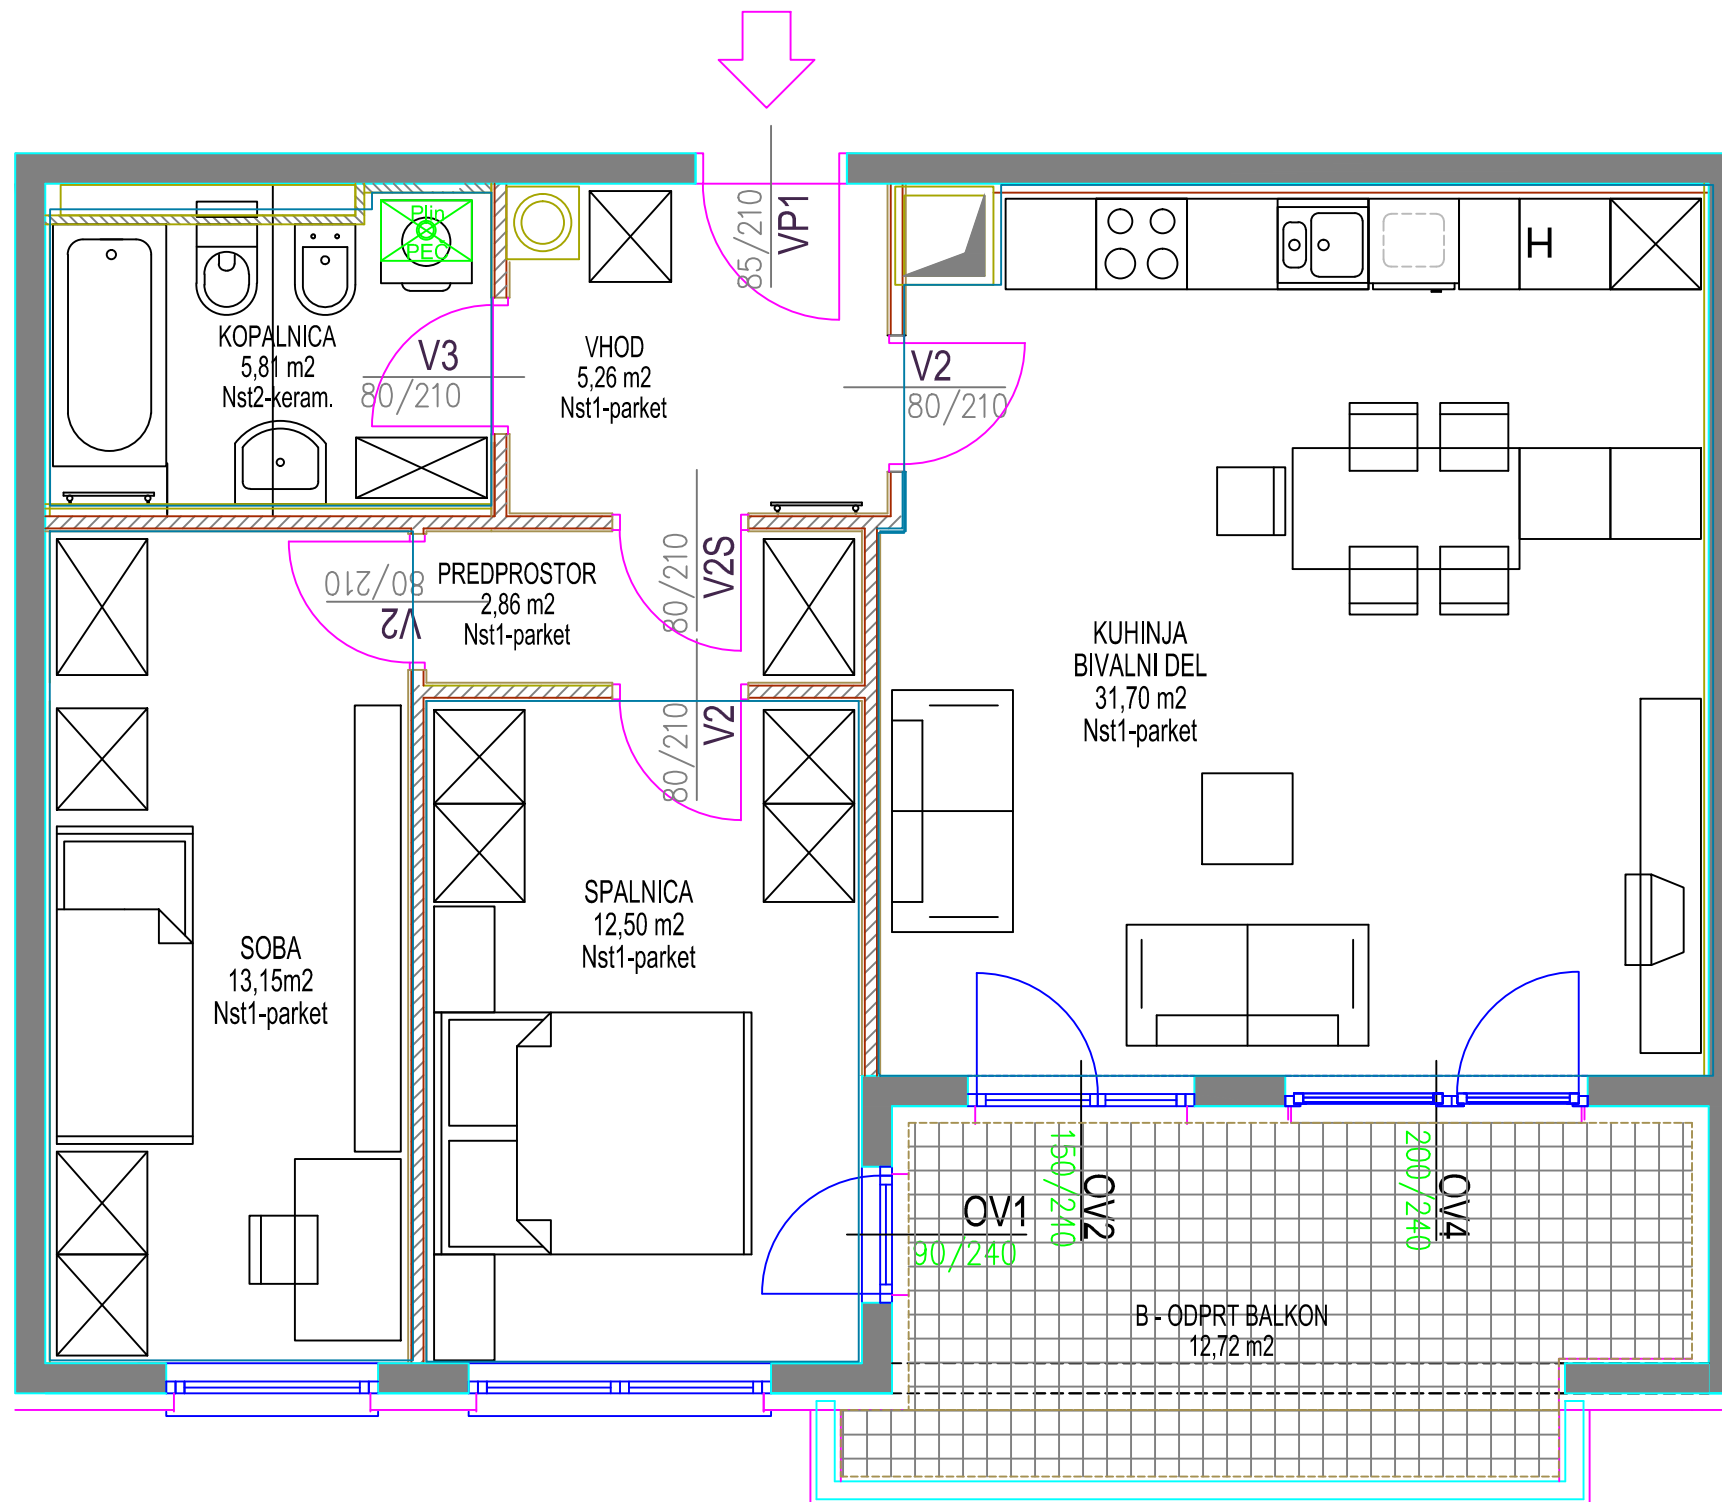 85/210
VP1
Plin
PEČ
H
KOPALNICA
5,81 m2
Nst2-keram.
V3
80/210
VHOD
5,26 m2
Nst1-parket
V2
80/210
80/210
V2
PREDPROSTOR
2,86 m2
Nst1-parket
80/210
V2S
KUHINJA
BIVALNI DEL
31,70 m2
Nst1-parket
80/210
V2
SPALNICA
12,50 m2
Nst1-parket
SOBA
13,15m2
Nst1-parket
OV1
90/240
150/240
OV2
200/240
OV4
B - ODPRT BALKON
12,72 m2